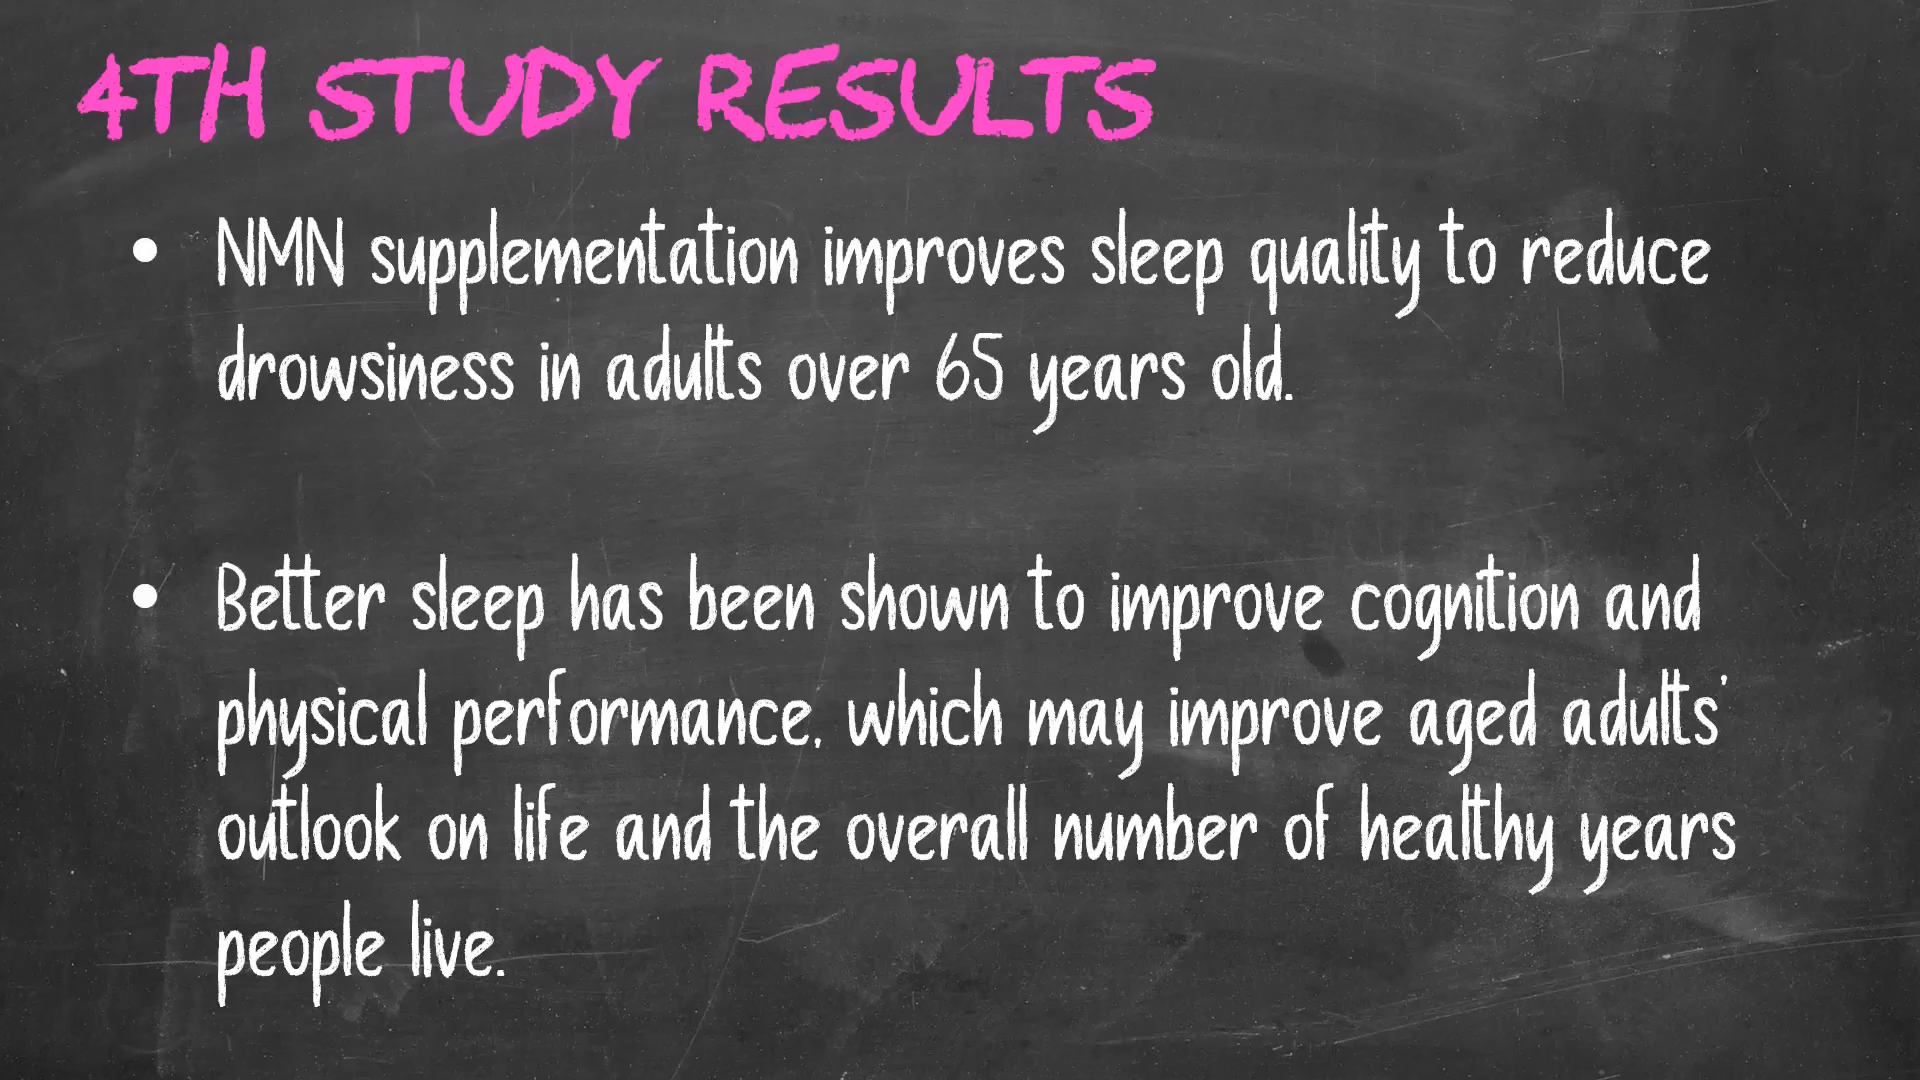 4TH STUDY RESULTS
• NMN supplementation improves sleep quality to reduce
drowsiness in adults over 65 years old.
• Better sleep has been shown to improve cognition and
physical performance, which may improve aged adults'
outlook on life and the overall number of healthy years
people live.